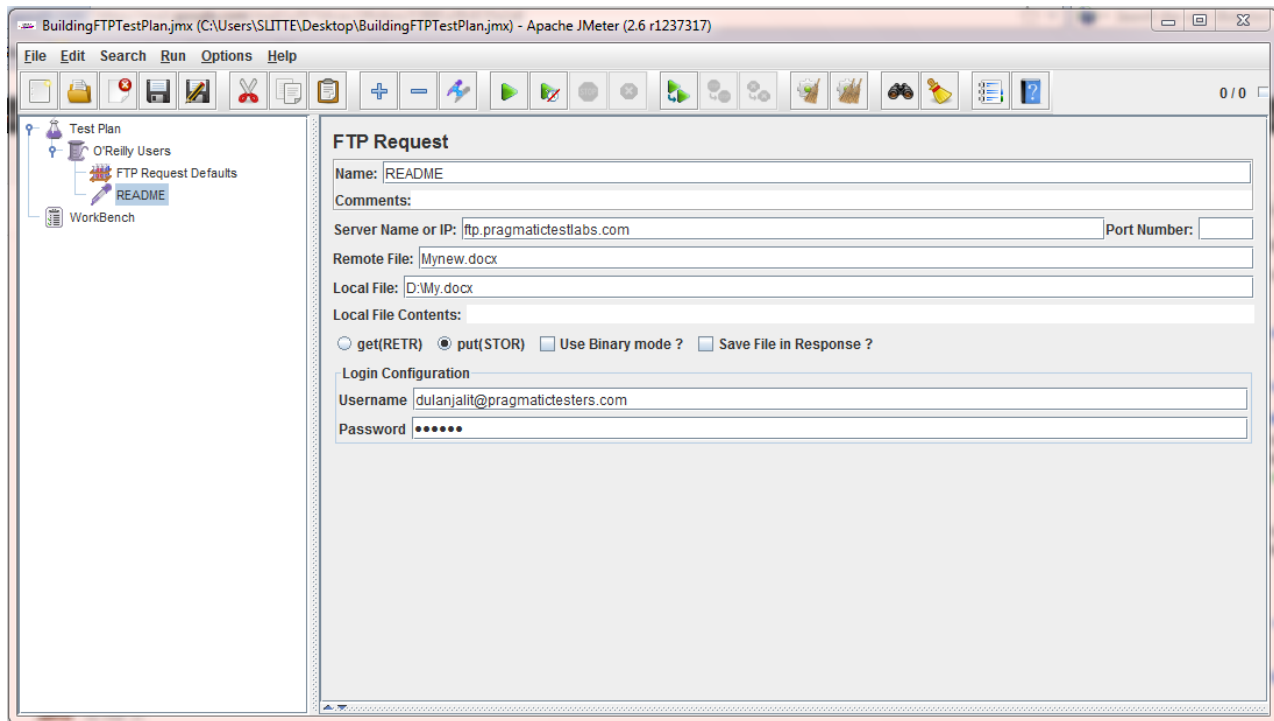 BuildingFTPTestPlan.jmx (C:\Users\SLITTE\Desktop\BuildingFTPTestPlan.jmx) - Apache JMeter (2.6 r1237317)
File Edit Search Run Options Help
0 / 0
Test Plan
O'Reilly Users
FTP Request Defaults
README
WorkBench
FTP Request
Name: README
Comments:
Server Name or IP: ftp.pragmatictestlabs.com Port Number:
Remote File: Mynew.docx
Local File: D:\My.docx
Local File Contents:
get(RETR) put(STOR) Use Binary mode ? Save File in Response ?
Login Configuration
Username dulanjalit@pragmatictesters.com
Password ••••••